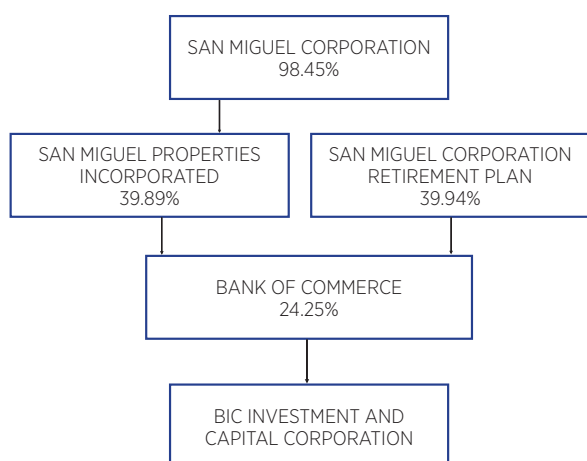 SAN MIGUEL CORPORATION
98.45%
SAN MIGUEL PROPERTIES
INCORPORATED
39.89%
SAN MIGUEL CORPORATION
RETIREMENT PLAN
39.94%
BANK OF COMMERCE
24.25%
BIC INVESTMENT AND
CAPITAL CORPORATION